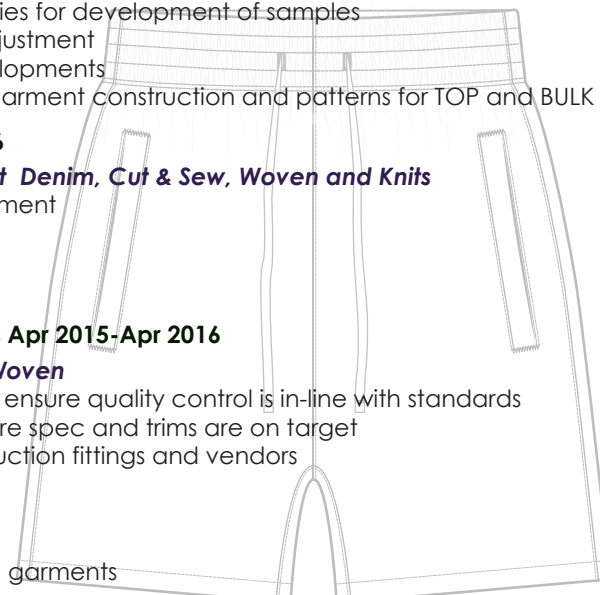 ies for development of samples
justment
lopments
arment construction and patterns for TOP and BULK
6
t Denim, Cut & Sew, Woven and Knits
ment
Apr 2015-Apr 2016
Woven
ensure quality control is in-line with standards
re spec and trims are on target
uction fittings and vendors
garments